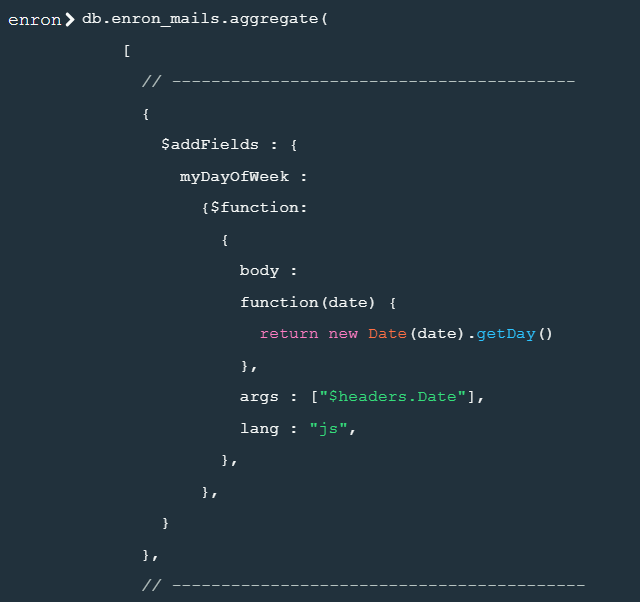 enron> db.enron_mails.aggregate(
[
// -----------------------------------------
{
$addFields : {
myDayOfWeek :
{$function:
{
body :
function(date) {
return new Date(date).getDay()
},
args : ["$headers.Date"],
lang : "js",
},
},
}
},
// ------------------------------------------